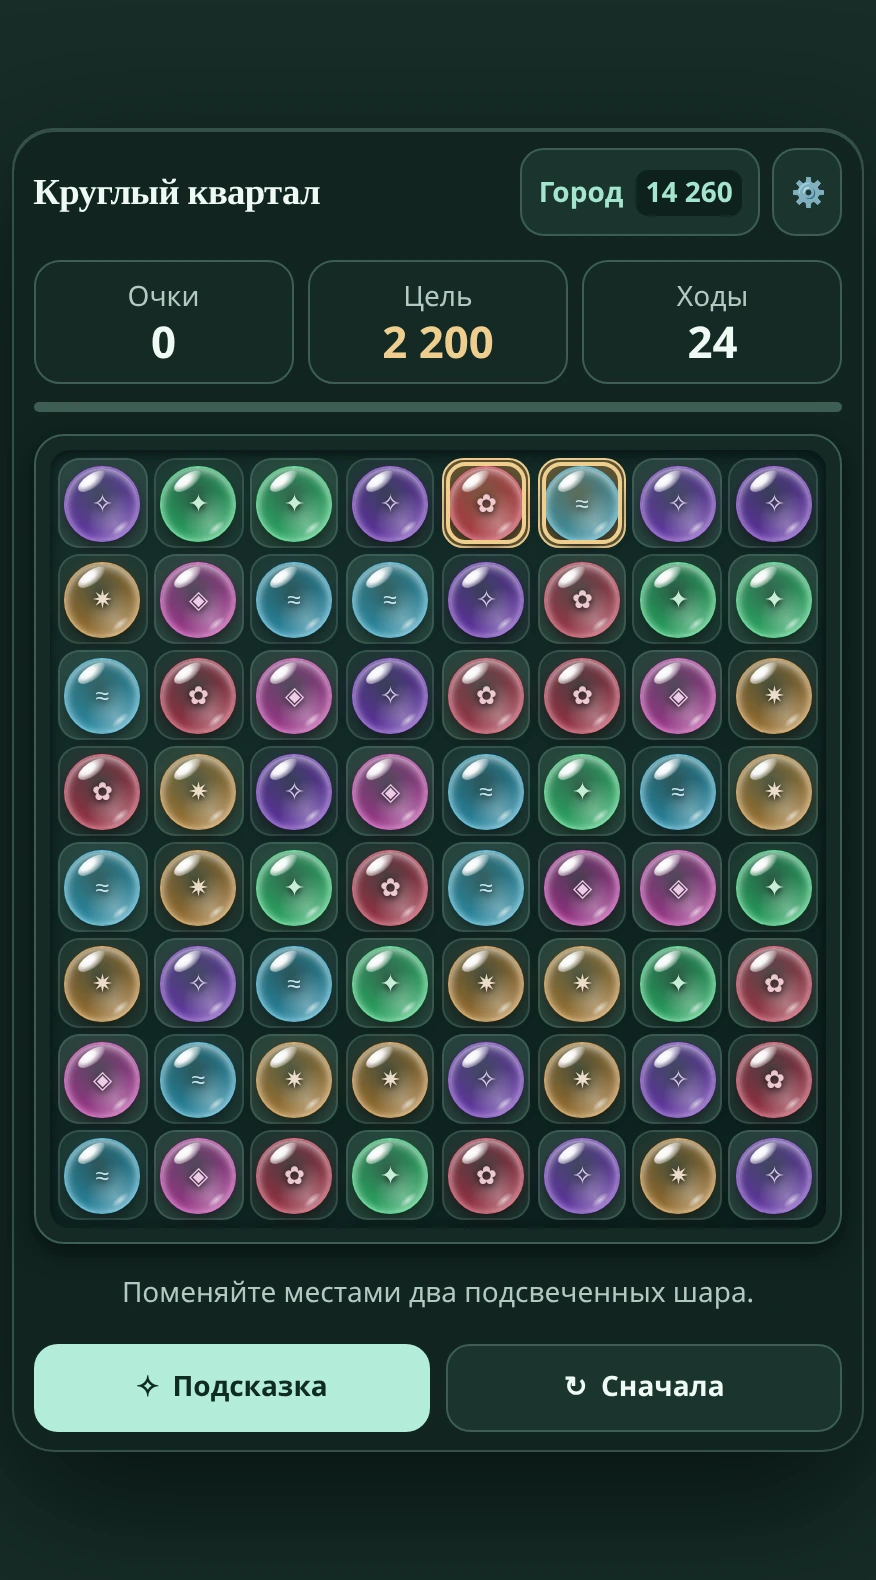 Круглый квартал
Город 14 260
Очки
0
Цель
2 200
Ходы
24
Поменяйте местами два подсвеченных шара.
✧ Подсказка
↻ Сначала